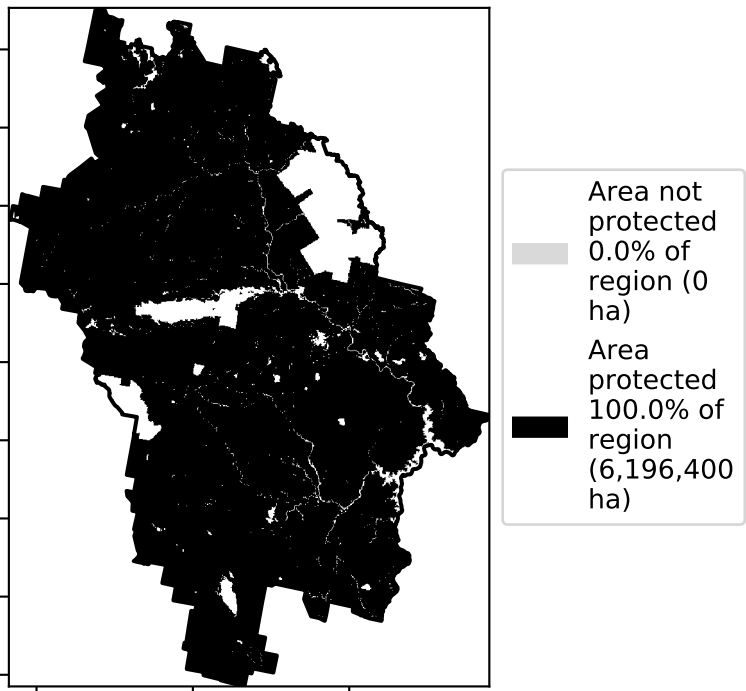 Area not
protected
0.0% of
region (0
ha)
Area
protected
100.0% of
region
(6,196,400
ha)